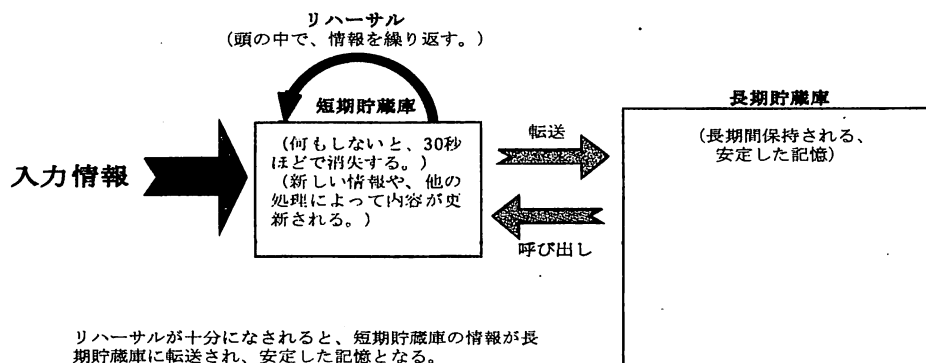 リハーサル
（頭の中で、情報を繰り返す。）
短期貯蔵庫
長期貯蔵庫
入力情報
（何もしないと、30秒
ほどで消失する。）
（新しい情報や、他の
処理によって内容が更
新される。）
転送
呼び出し
（長期間保持される、
安定した記憶）
リハーサルが十分になされると、短期貯蔵庫の情報が長
期貯蔵庫に転送され、安定した記憶となる。